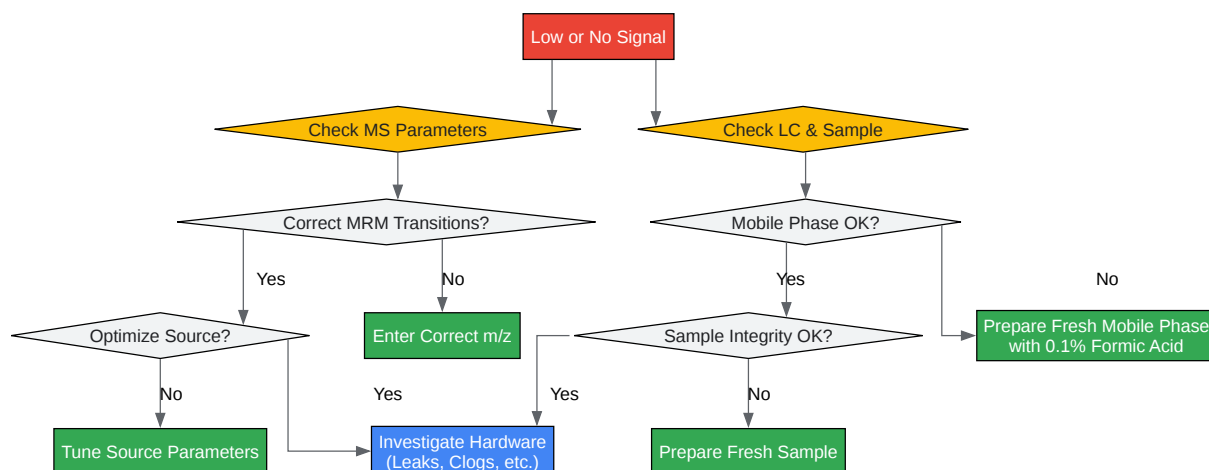 Low or No Signal
Check MS Parameters
Check LC & Sample
Correct MRM Transitions?
Mobile Phase OK?
Yes
No
Yes
No
Optimize Source?
Enter Correct m/z
Sample Integrity OK?
Prepare Fresh Mobile Phase
with 0.1% Formic Acid
No
Yes
Yes
No
Tune Source Parameters
Investigate Hardware
(Leaks, Clogs, etc.)
Prepare Fresh Sample